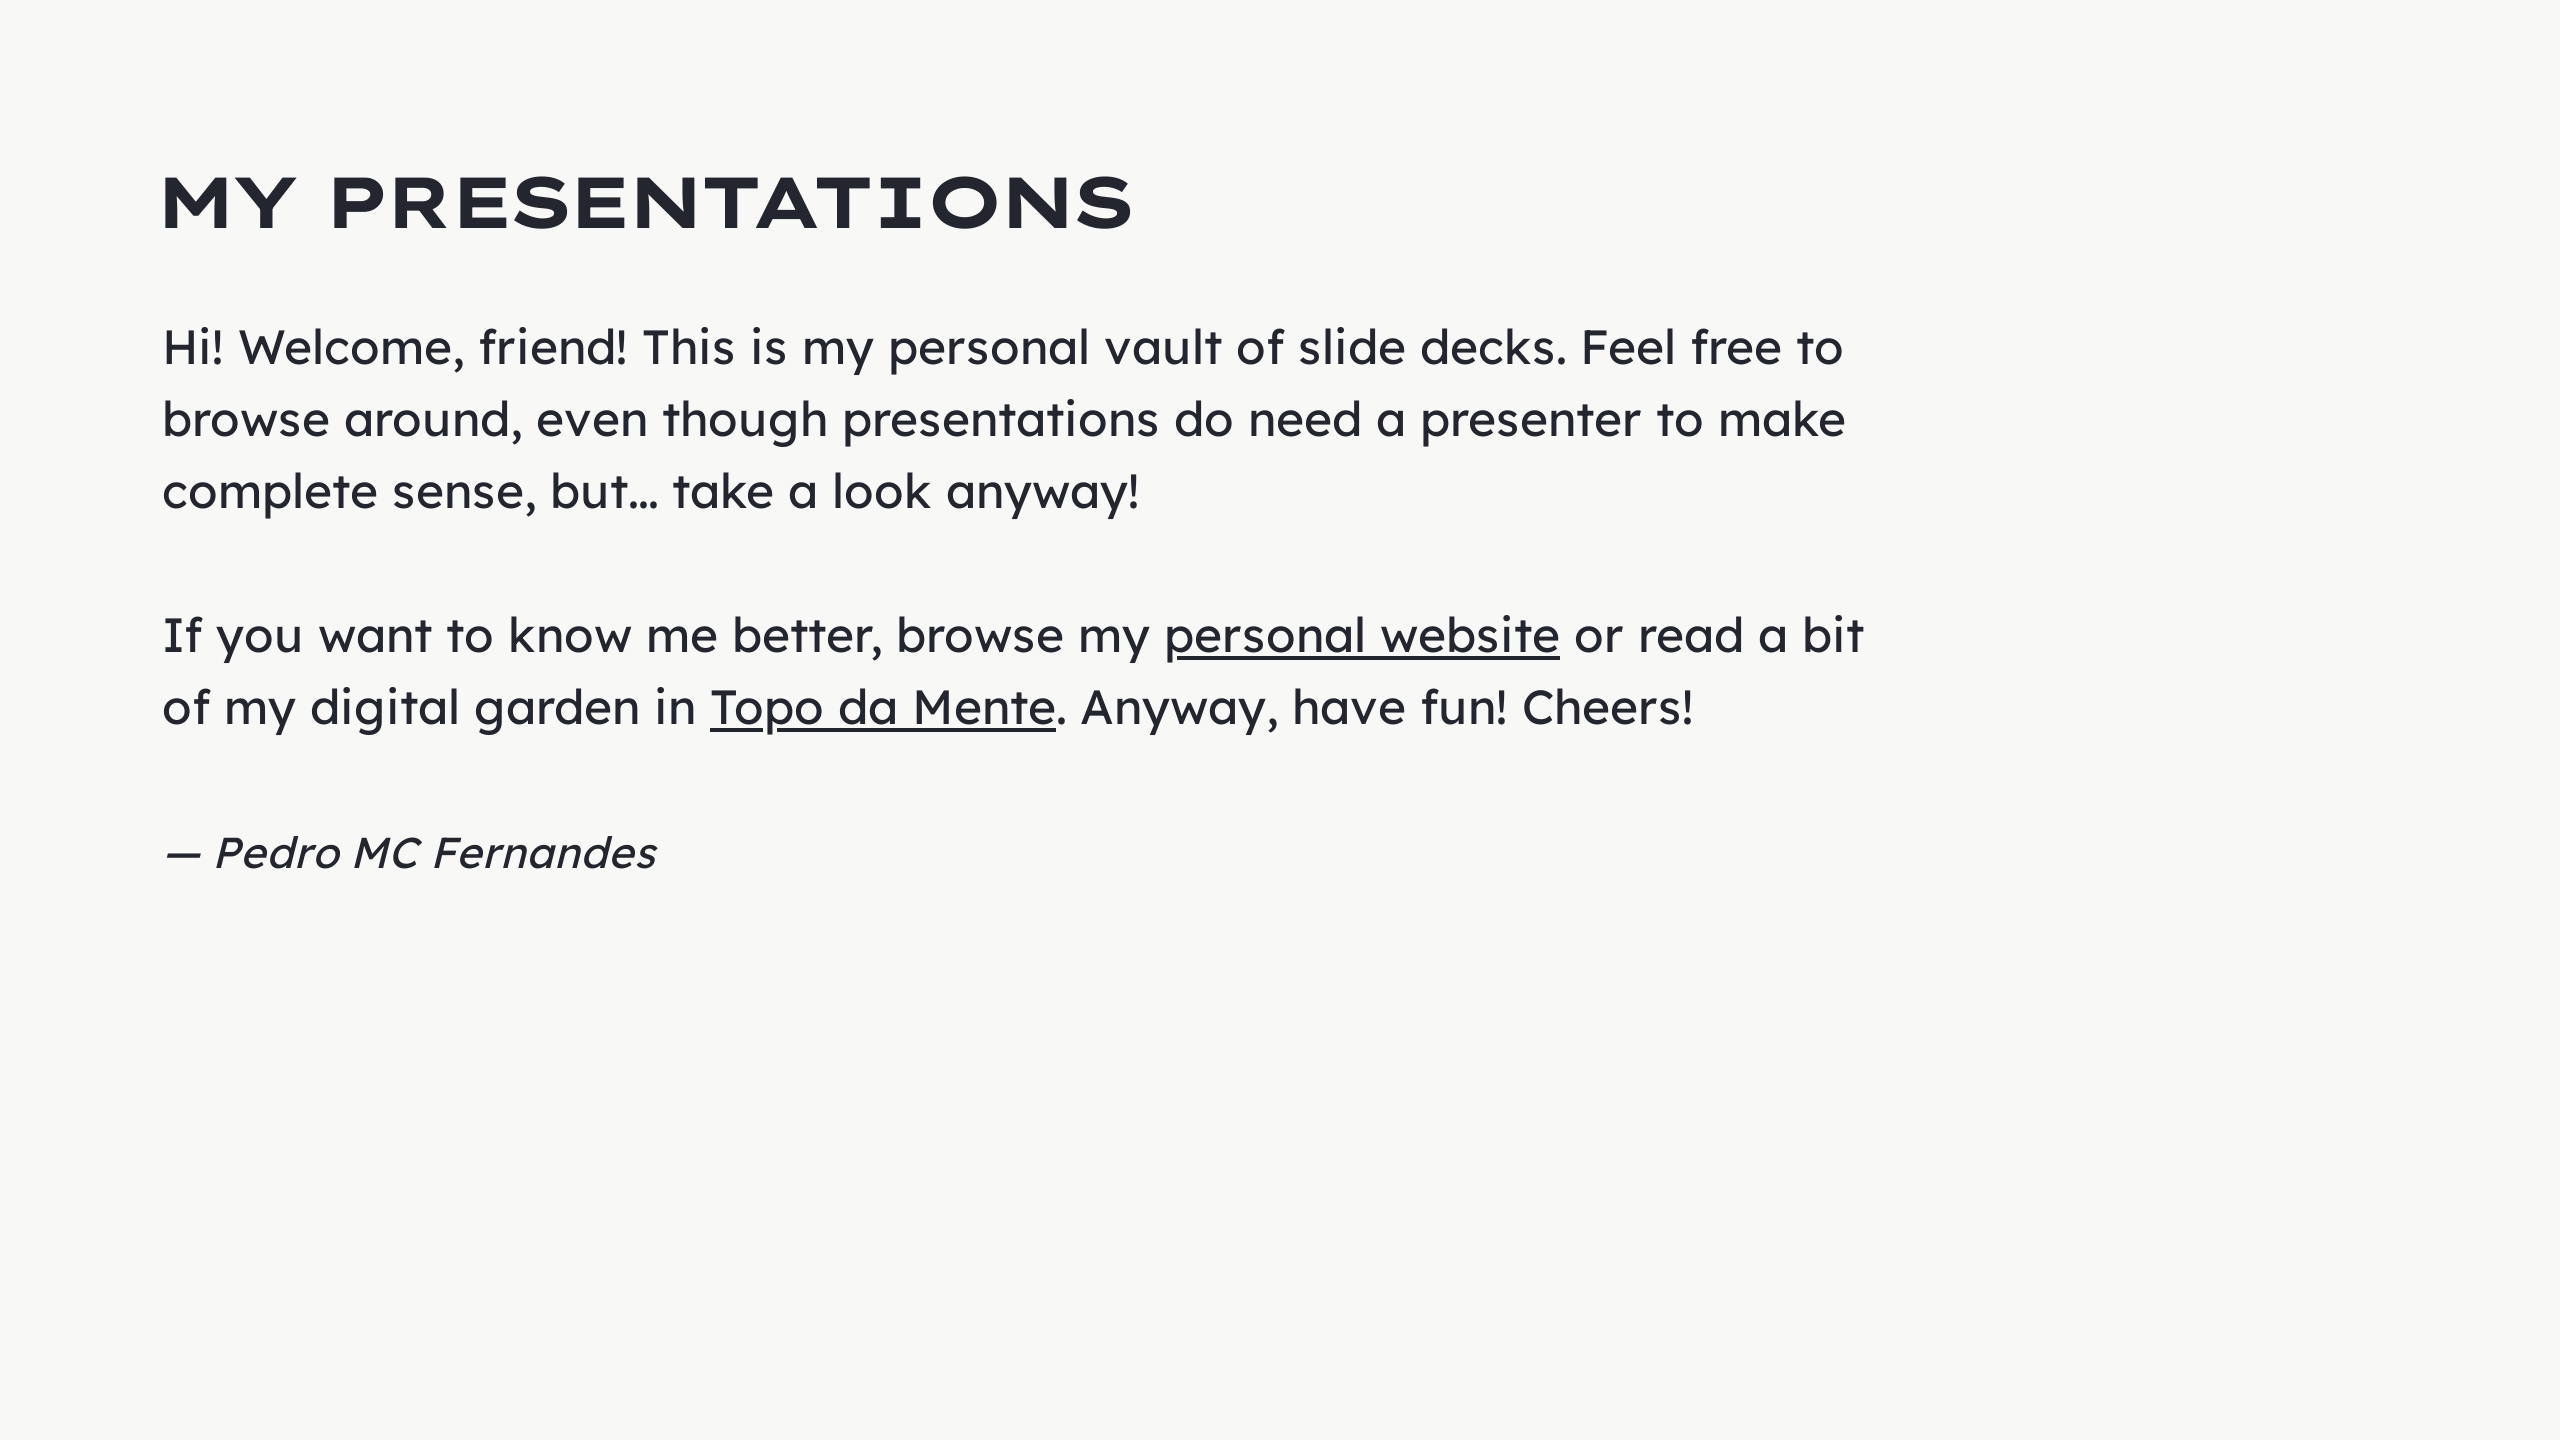 MY PRESENTATIONS
Hi! Welcome, friend! This is my personal vault of slide decks. Feel free to
browse around, even though presentations do need a presenter to make
complete sense, but… take a look anyway!
If you want to know me better, browse my personal website or read a bit
of my digital garden in Topo da Mente. Anyway, have fun! Cheers!
— Pedro MC Fernandes